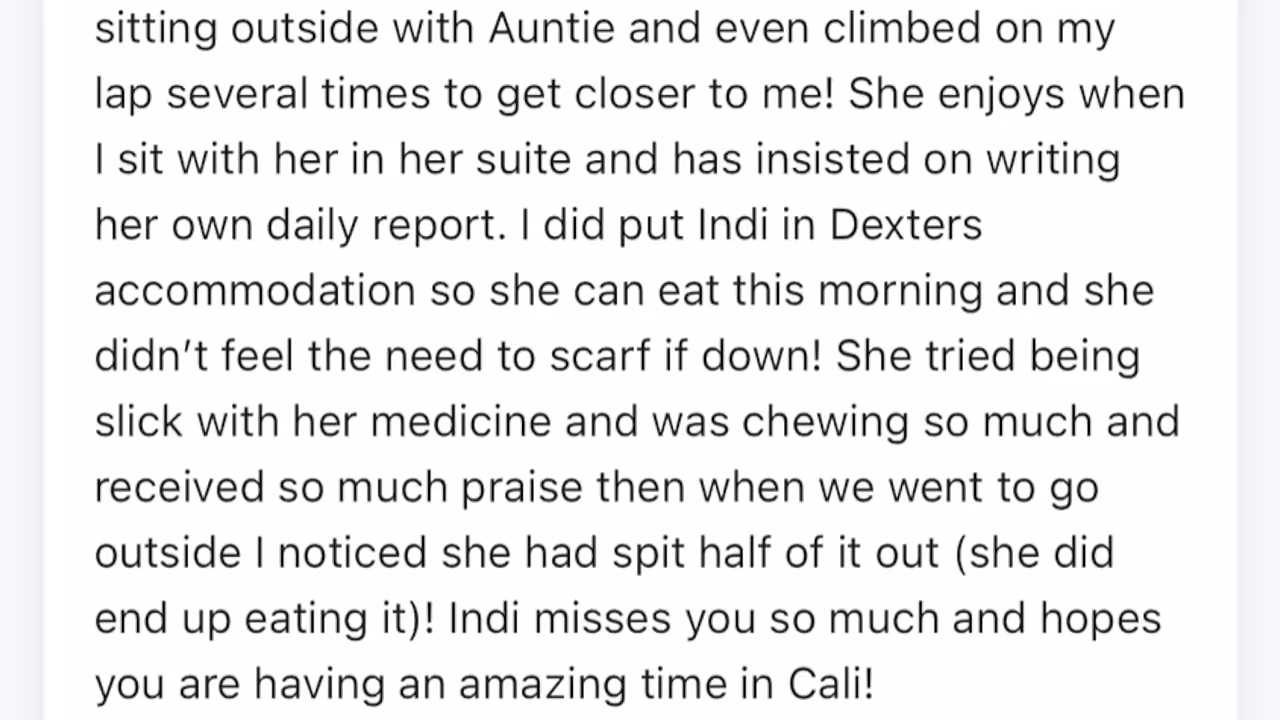 sitting outside with Auntie and even climbed on my
lap several times to get closer to me! She enjoys when
I sit with her in her suite and has insisted on writing
her own daily report. I did put Indi in Dexters
accommodation so she can eat this morning and she
didn’t feel the need to scarf if down! She tried being
slick with her medicine and was chewing so much and
received so much praise then when we went to go
outside I noticed she had spit half of it out (she did
end up eating it)! Indi misses you so much and hopes
you are having an amazing time in Cali!